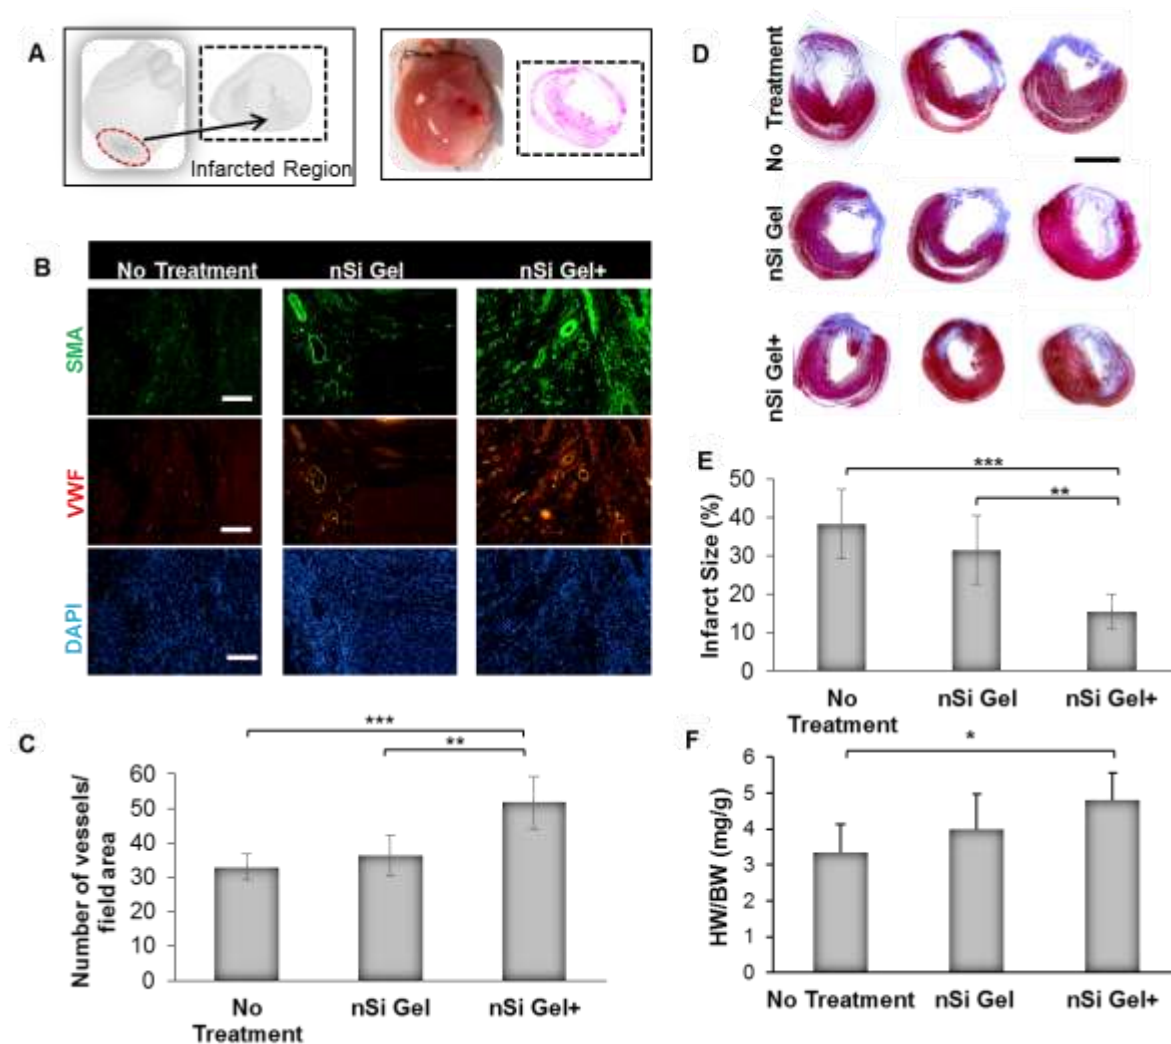 A
Infarcted Region
B
No Treatment
nSi Gel
nSi Gel+
SMA
VWF
DAPI
C
***
**
Number of vessels/
field area
60
50
40
30
20
10
0
No
Treatment
nSi Gel
nSi Gel+
D
No Treatment
nSi Gel
nSi Gel+
E
***
**
Infarct Size (%)
50
40
30
20
10
0
No
Treatment
nSi Gel
nSi Gel+
F
*
HW/BW (mg/g)
6
5
4
3
2
1
0
No Treatment
nSi Gel
nSi Gel+